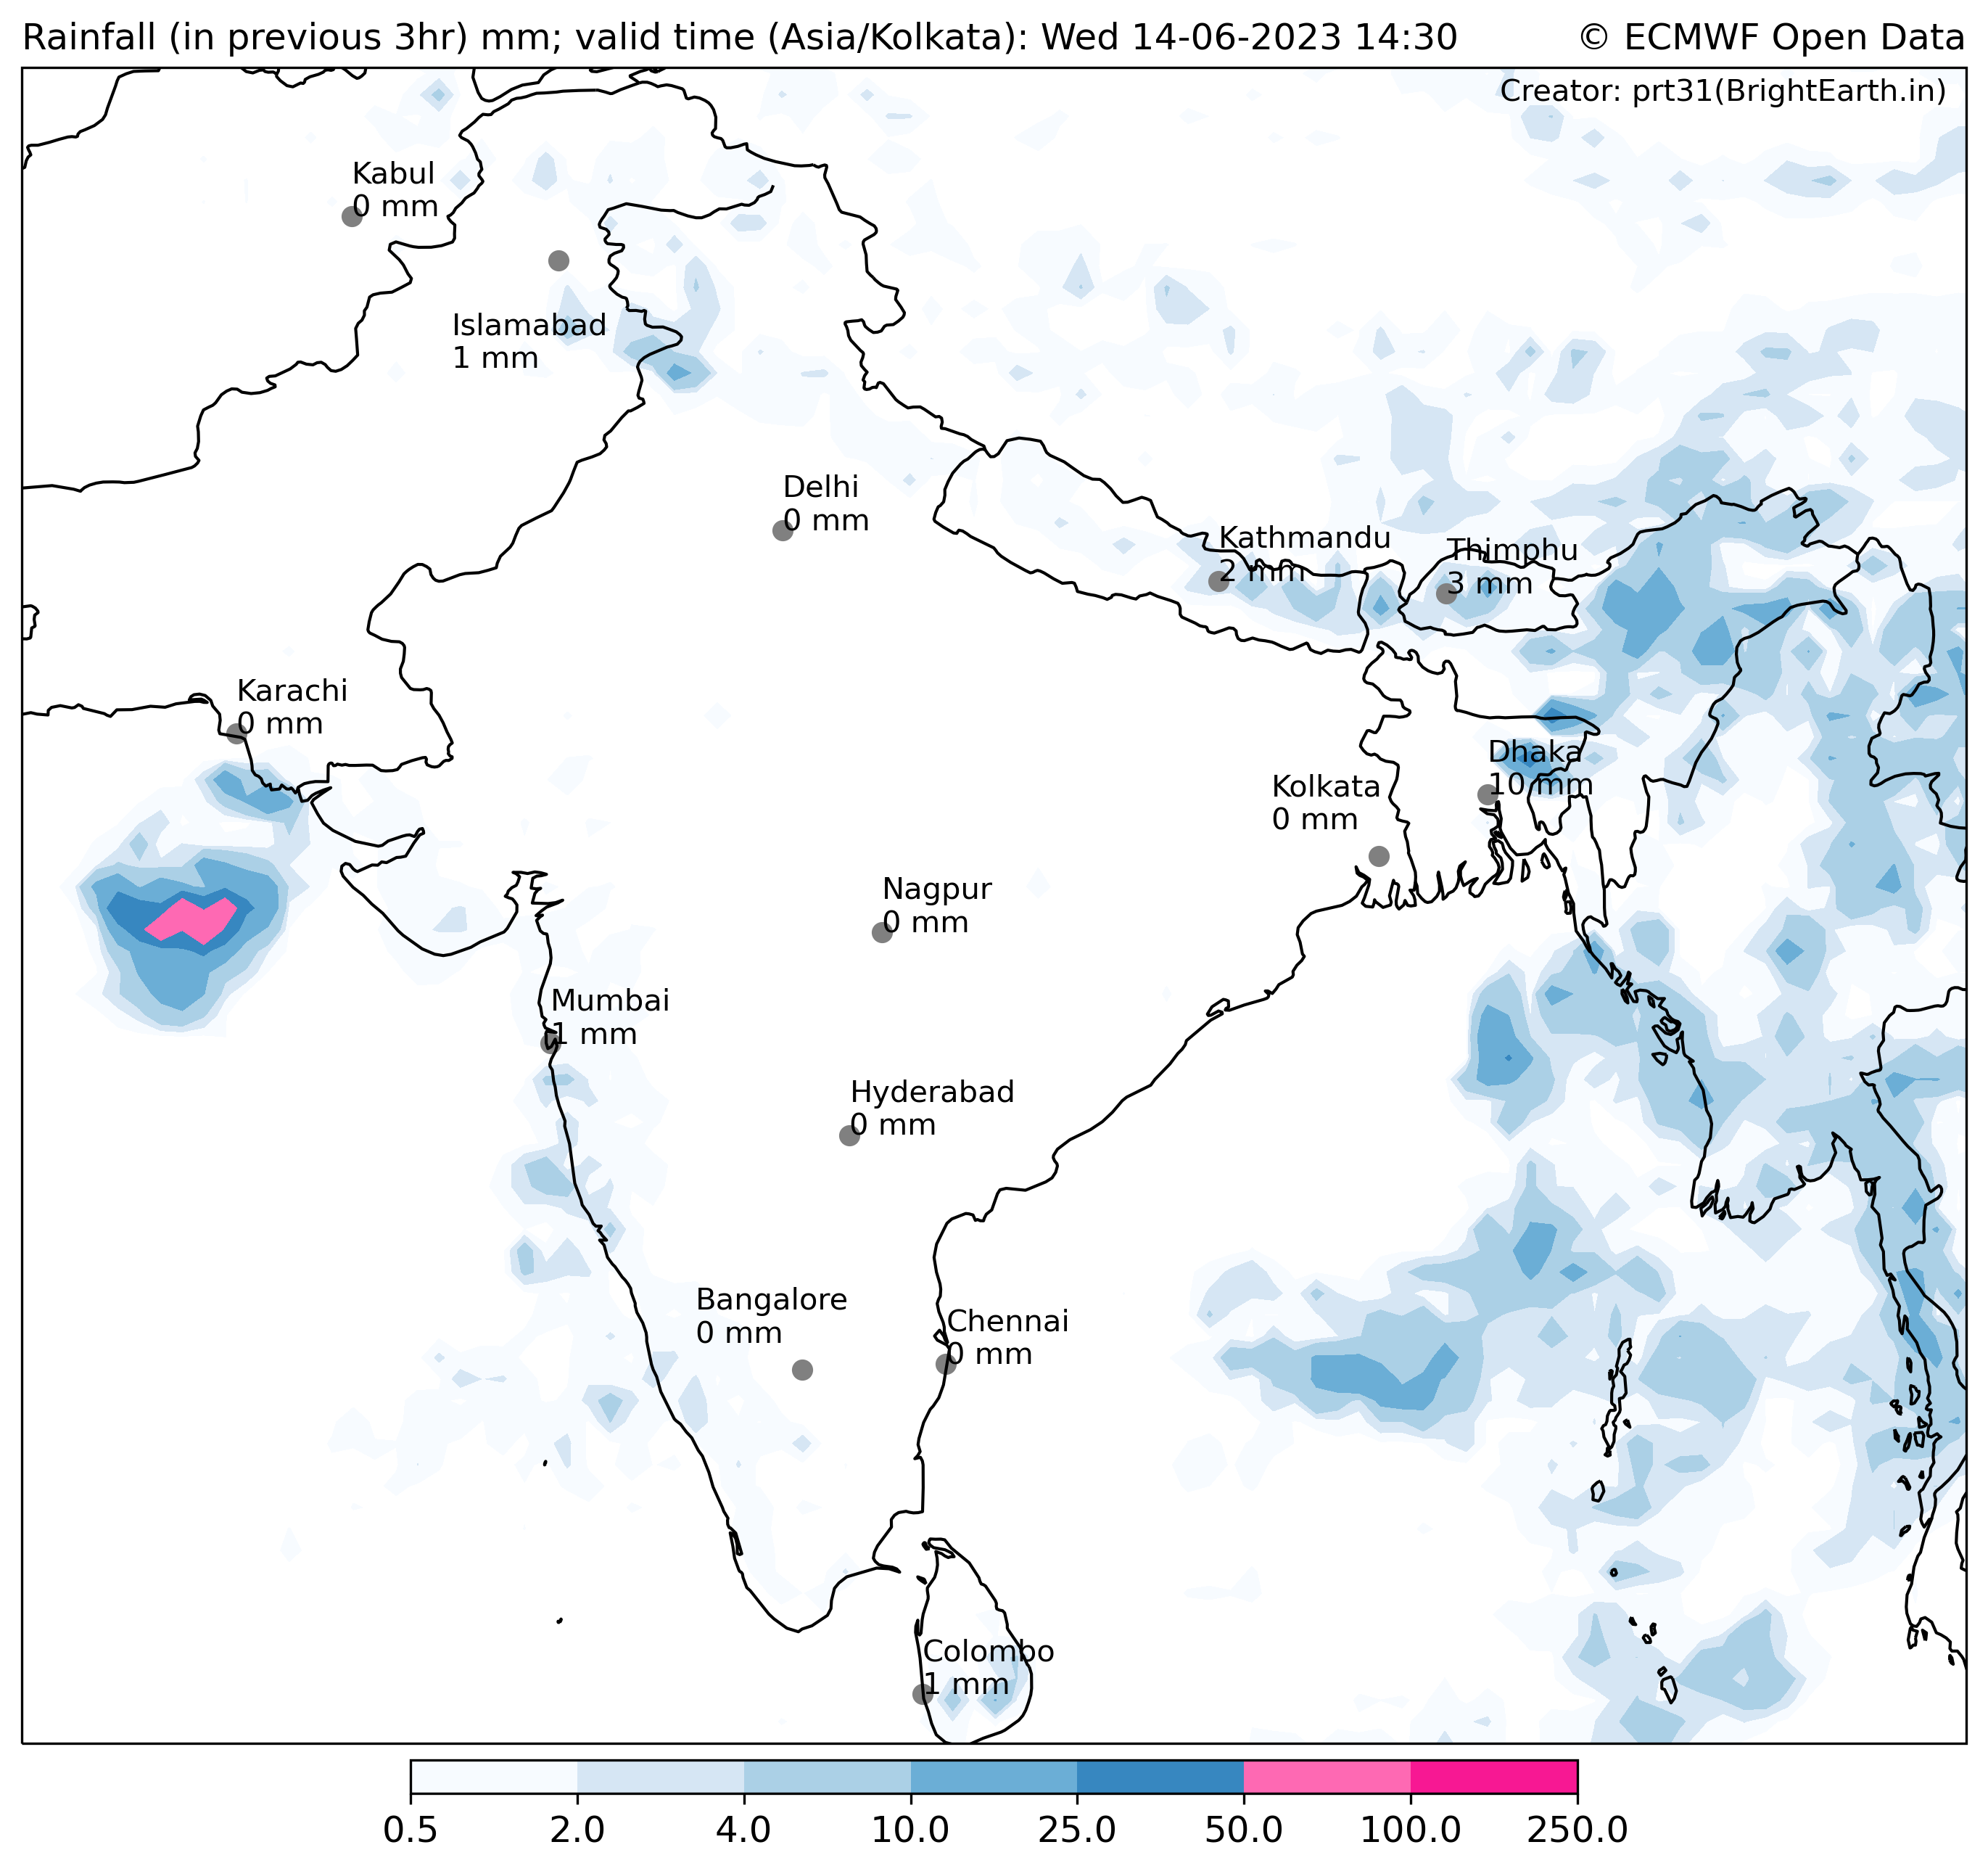 Rainfall (in previous 3hr) mm; valid time (Asia/Kolkata): Wed 14-06-2023 14:30
© ECMWF Open Data
Creator: prt31(BrightEarth.in)
Kabul
0 mm
Islamabad
1 mm
Delhi
0 mm
Kathmandu
2 mm
Thimphu
3 mm
Karachi
0 mm
Dhaka
10 mm
Kolkata
0 mm
Nagpur
0 mm
Mumbai
1 mm
Hyderabad
0 mm
Bangalore
0 mm
Chennai
0 mm
Colombo
1 mm
0.5 2.0 4.0 10.0 25.0 50.0 100.0 250.0